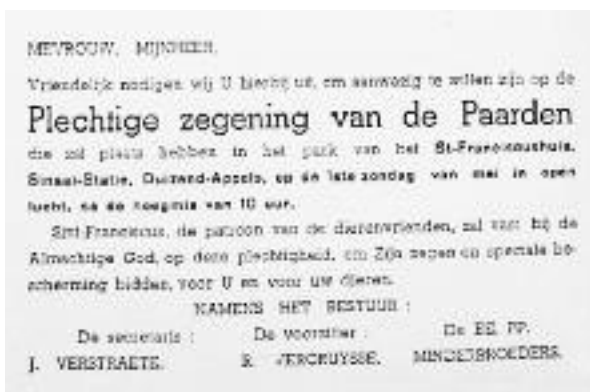 MEVROUW, MIJNHEER,
Vriendelijk nodigen wij U hierbij uit, om aanwezig te willen zijn op de
Plechtige zegening van de Paarden
die zal plaats hebben in het park van het St-Franciscushuis,
Sinaai-Statie, Duizend-Appels, op de late zondag van mei in open
lucht, na de hoogmis van 10 uur.
Sint-Franciscus, de patroon van de dierenvrienden, zal vast bij de
Almachtige God, op deze plechtigheid, om Zijn zegen en speciale be-
scherming bidden, voor U en voor uw dieren.
NAMENS HET BESTUUR :
De secretaris : De voorzitter : De EE. PP.
J. VERSTRAETE. VERCRUYSSE. MINDERBROEDERS.